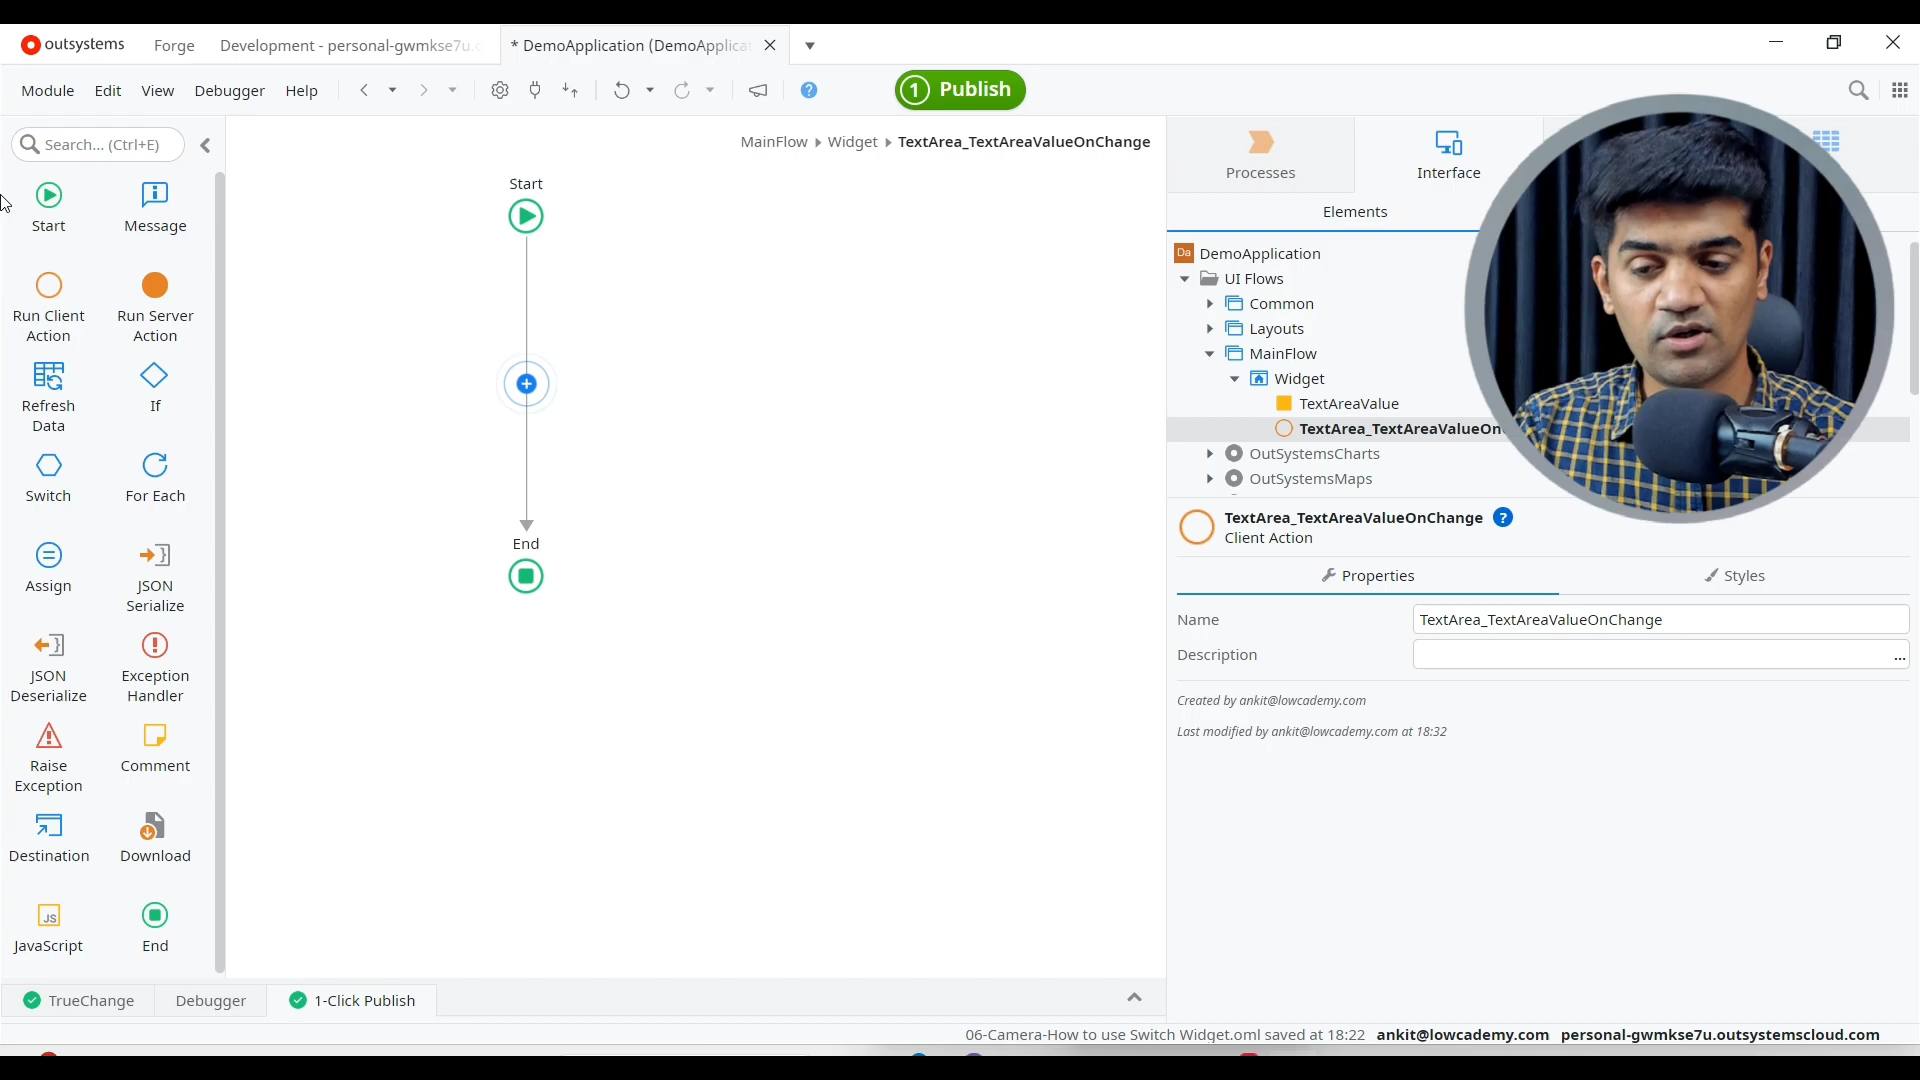 outsystems
Forge
Development - personal-gwmkse7u.o
* DemoApplication (DemoApplicat
Module
Edit
View
Debugger
Help
1
Publish
Search... (Ctrl+E)
MainFlow
Widget
TextArea_TextAreaValueOnChange
Start
Message
Run Client
Action
Run Server
Action
Refresh
Data
If
Switch
For Each
Assign
JSON
Serialize
JSON
Deserialize
Exception
Handler
Raise
Exception
Comment
Destination
Download
JS
JavaScript
End
Start
End
Processes
Interface
Elements
Da
DemoApplication
UI Flows
Common
Layouts
MainFlow
Widget
TextAreaValue
TextArea_TextAreaValueOn
OutSystemsCharts
OutSystemsMaps
TextArea_TextAreaValueOnChange
Client Action
Properties
Styles
Name
TextArea_TextAreaValueOnChange
Description
...
Created by ankit@lowcademy.com
Last modified by ankit@lowcademy.com at 18:32
TrueChange
Debugger
1-Click Publish
06-Camera-How to use Switch Widget.oml saved at 18:22
ankit@lowcademy.com
personal-gwmkse7u.outsystemscloud.com